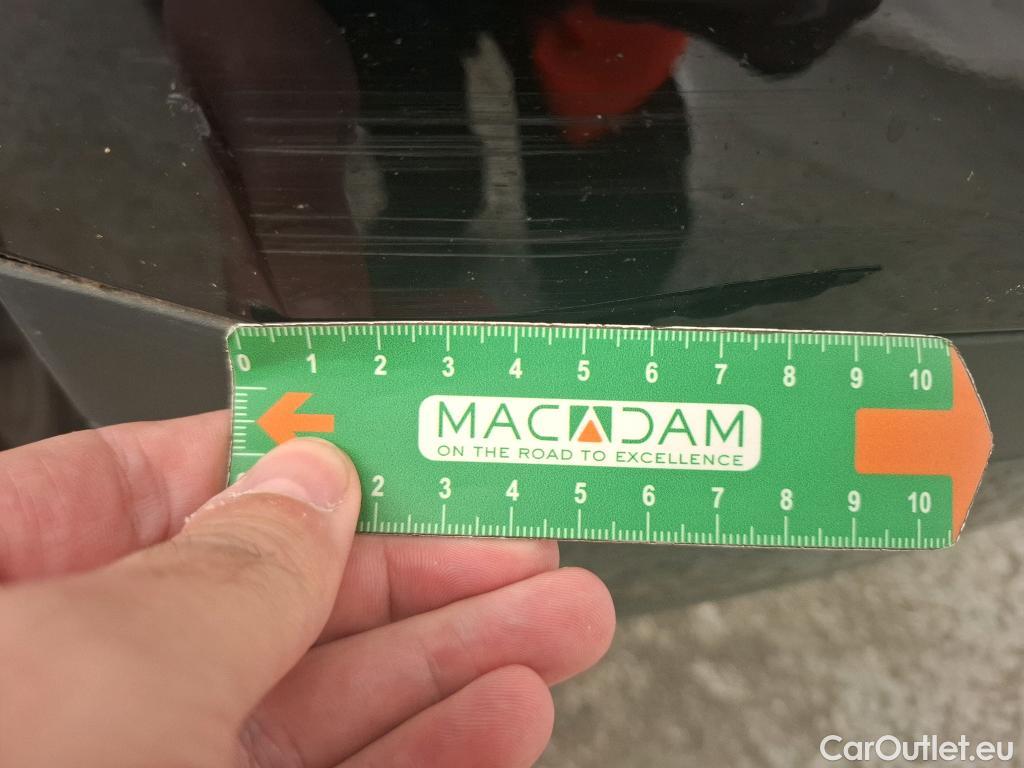 0 1 2 3 4 5 6 7 8 9 10
MACADAM
ON THE ROAD TO EXCELLENCE
2 3 4 5 6 7 8 9 10
CarOutlet.eu